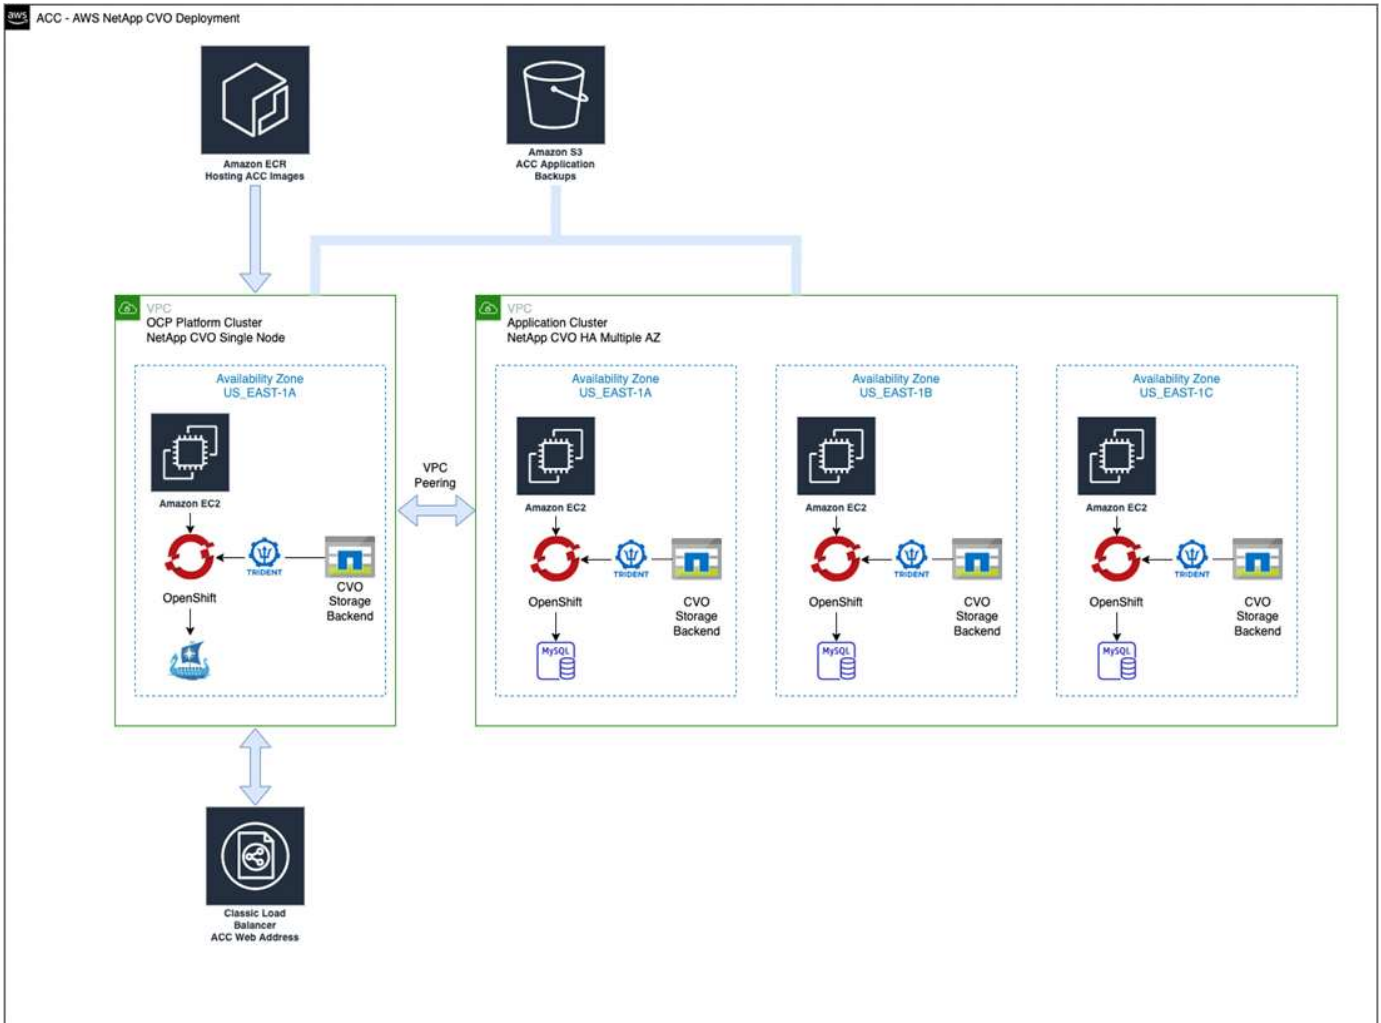 aws
ACC - AWS NetApp CVO Deployment
Amazon ECR
Hosting ACC Images
Amazon S3
ACC Application
Backups
VPC
OCP Platform Cluster
NetApp CVO Single Node
Availability Zone
US_EAST-1A
Amazon EC2
TRIDENT
OpenShift
CVO
Storage
Backend
VPC
Peering
VPC
Application Cluster
NetApp CVO HA Multiple AZ
Availability Zone
US_EAST-1A
Amazon EC2
TRIDENT
OpenShift
CVO
Storage
Backend
MySQL
Availability Zone
US_EAST-1B
Amazon EC2
TRIDENT
OpenShift
CVO
Storage
Backend
MySQL
Availability Zone
US_EAST-1C
Amazon EC2
TRIDENT
OpenShift
CVO
Storage
Backend
MySQL
Classic Load
Balancer
ACC Web Address